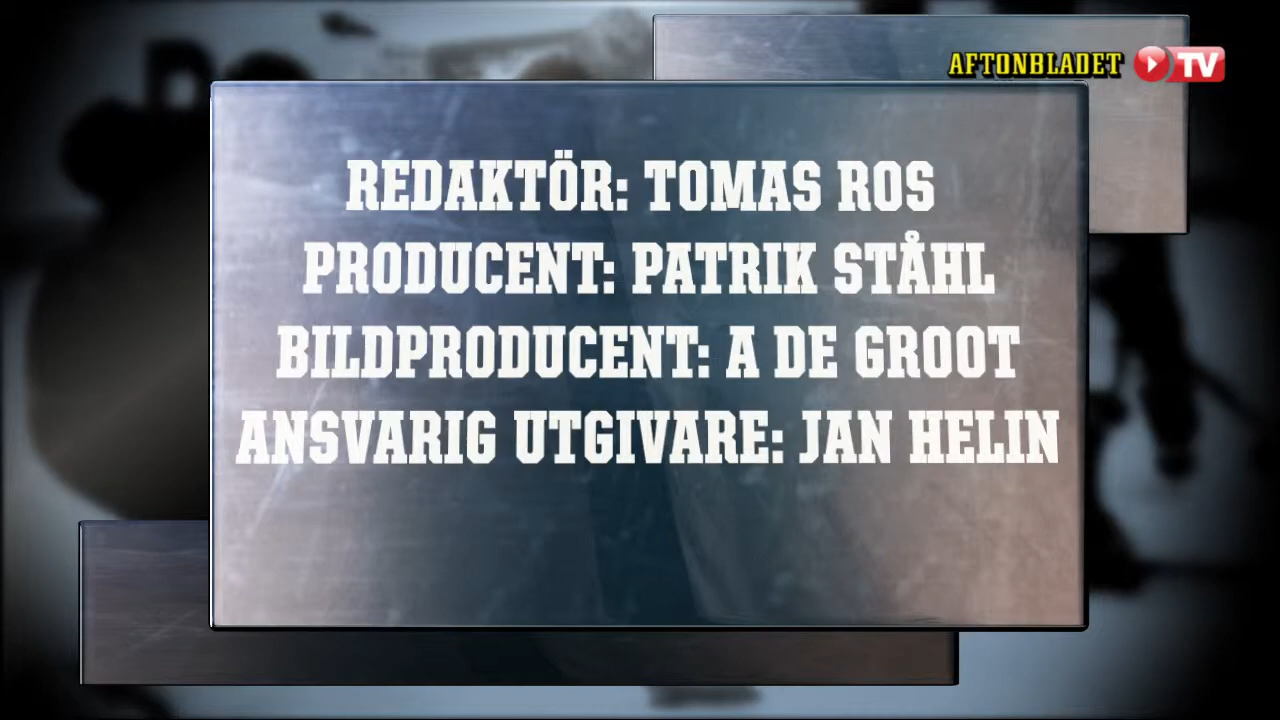 AFTONBLADET TV
REDAKTÖR: TOMAS ROS
PRODUCENT: PATRIK STÅHL
BILDPRODUCENT: A DE GROOT
ANSVARIG UTGIVARE: JAN HELIN